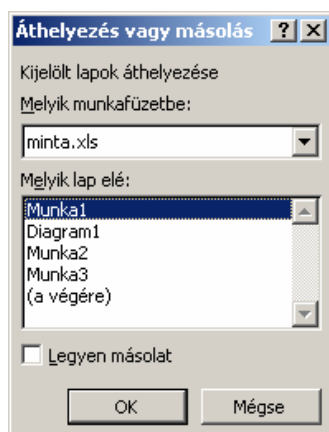 Áthelyezés vagy másolás
Kijelölt lapok áthelyezése
Melyik munkafüzetbe:
minta.xls
Melyik lap elé:
Munka1
Diagram1
Munka2
Munka3
(a végére)
Legyen másolat
OK Mégse